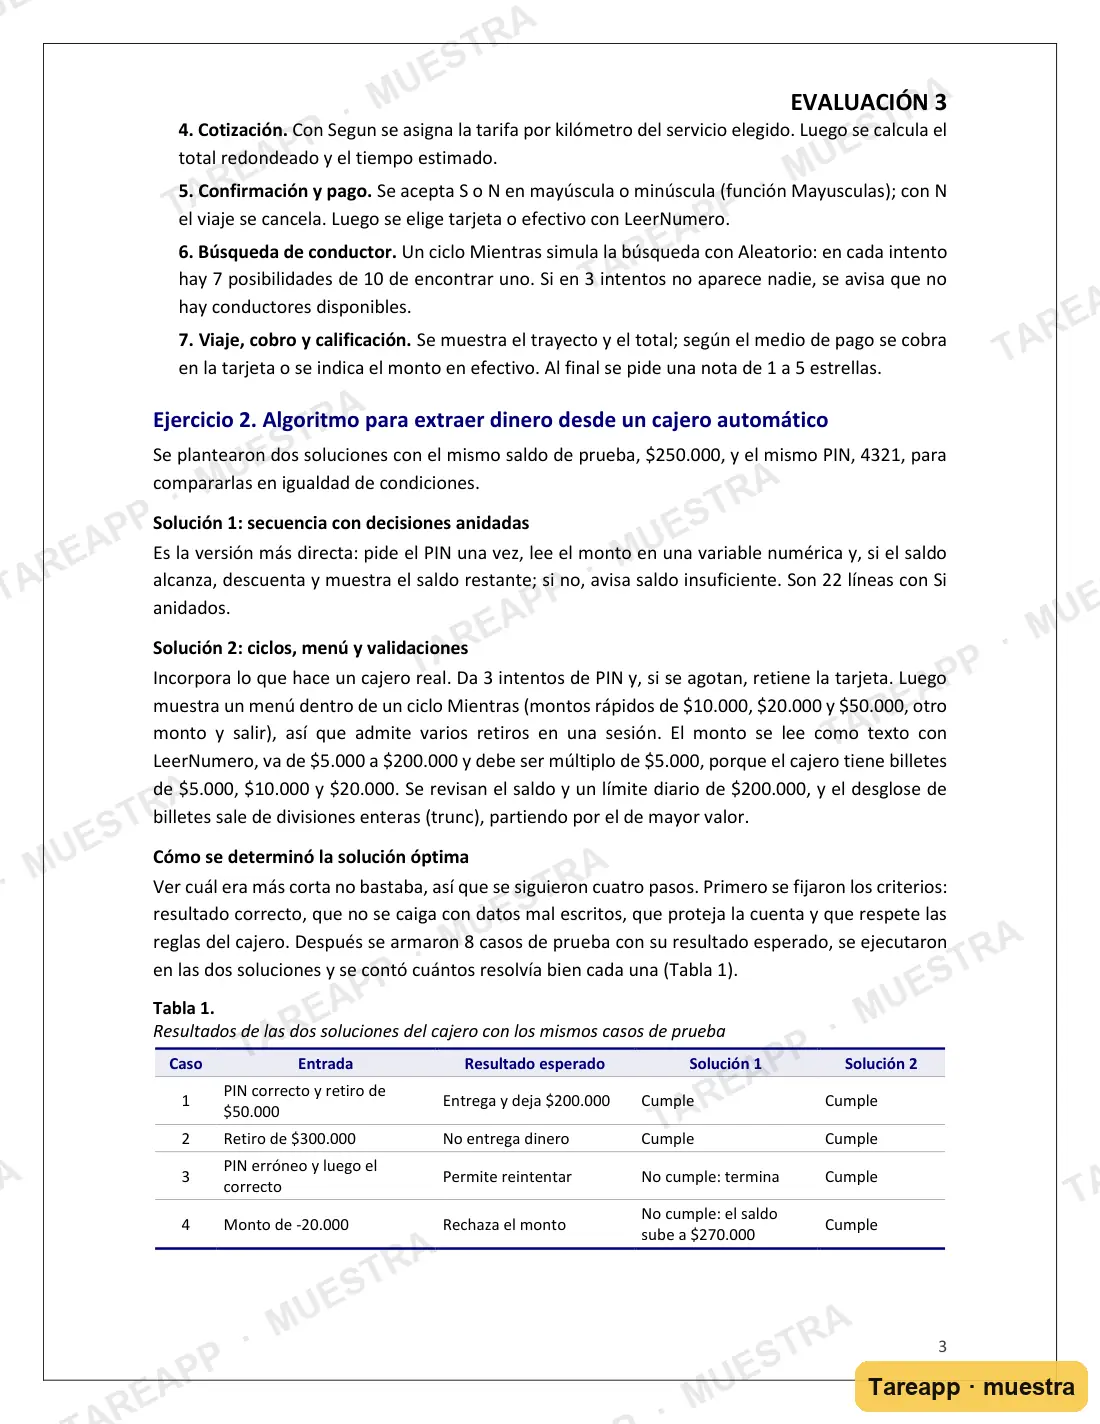 EVALUACIÓN 3
4. Cotización. Con Segun se asigna la tarifa por kilómetro del servicio elegido. Luego se calcula el
total redondeado y el tiempo estimado.
5. Confirmación y pago. Se acepta S o N en mayúscula o minúscula (función Mayusculas); con N
el viaje se cancela. Luego se elige tarjeta o efectivo con LeerNumero.
6. Búsqueda de conductor. Un ciclo Mientras simula la búsqueda con Aleatorio: en cada intento
hay 7 posibilidades de 10 de encontrar uno. Si en 3 intentos no aparece nadie, se avisa que no
hay conductores disponibles.
7. Viaje, cobro y calificación. Se muestra el trayecto y el total; según el medio de pago se cobra
en la tarjeta o se indica el monto en efectivo. Al final se pide una nota de 1 a 5 estrellas.
Ejercicio 2. Algoritmo para extraer dinero desde un cajero automático
Se plantearon dos soluciones con el mismo saldo de prueba, $250.000, y el mismo PIN, 4321, para
compararlas en igualdad de condiciones.
Solución 1: secuencia con decisiones anidadas
Es la versión más directa: pide el PIN una vez, lee el monto en una variable numérica y, si el saldo
alcanza, descuenta y muestra el saldo restante; si no, avisa saldo insuficiente. Son 22 líneas con Si
anidados.
Solución 2: ciclos, menú y validaciones
Incorpora lo que hace un cajero real. Da 3 intentos de PIN y, si se agotan, retiene la tarjeta. Luego
muestra un menú dentro de un ciclo Mientras (montos rápidos de $10.000, $20.000 y $50.000, otro
monto y salir), así que admite varios retiros en una sesión. El monto se lee como texto con
LeerNumero, va de $5.000 a $200.000 y debe ser múltiplo de $5.000, porque el cajero tiene billetes
de $5.000, $10.000 y $20.000. Se revisan el saldo y un límite diario de $200.000, y el desglose de
billetes sale de divisiones enteras (trunc), partiendo por el de mayor valor.
Cómo se determinó la solución óptima
Ver cuál era más corta no bastaba, así que se siguieron cuatro pasos. Primero se fijaron los criterios:
resultado correcto, que no se caiga con datos mal escritos, que proteja la cuenta y que respete las
reglas del cajero. Después se armaron 8 casos de prueba con su resultado esperado, se ejecutaron
en las dos soluciones y se contó cuántos resolvía bien cada una (Tabla 1).
Tabla 1.
Resultados de las dos soluciones del cajero con los mismos casos de prueba
Caso Entrada Resultado esperado Solución 1 Solución 2
1 PIN correcto y retiro de $50.000 Entrega y deja $200.000 Cumple Cumple
2 Retiro de $300.000 No entrega dinero Cumple Cumple
3 PIN erróneo y luego el correcto Permite reintentar No cumple: termina Cumple
4 Monto de -20.000 Rechaza el monto No cumple: el saldo sube a $270.000 Cumple
3
Tareapp · muestra
TAREAPP · MUESTRA